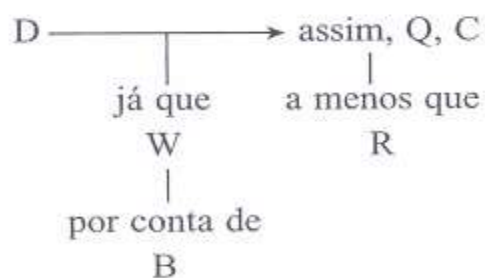 D assim, Q, C
já que a menos que
W R
por conta de
B